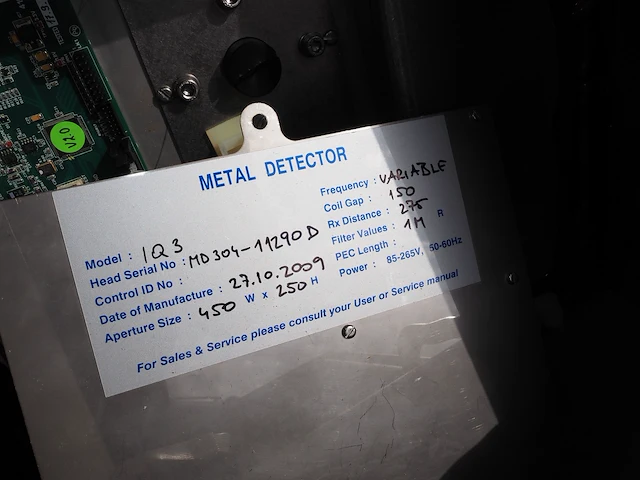 V20
METAL DETECTOR
Model : IQ3
Head Serial No : MD304-11290D
Control ID No :
Date of Manufacture : 27.10.2009
Aperture Size : 450 W x 250 H
Frequency : VARIABLE
Coil Gap : 150
Rx Distance : 275
Filter Values : 1M R
PEC Length :
Power : 85-265V, 50-60Hz
For Sales & Service please consult your User or Service manual